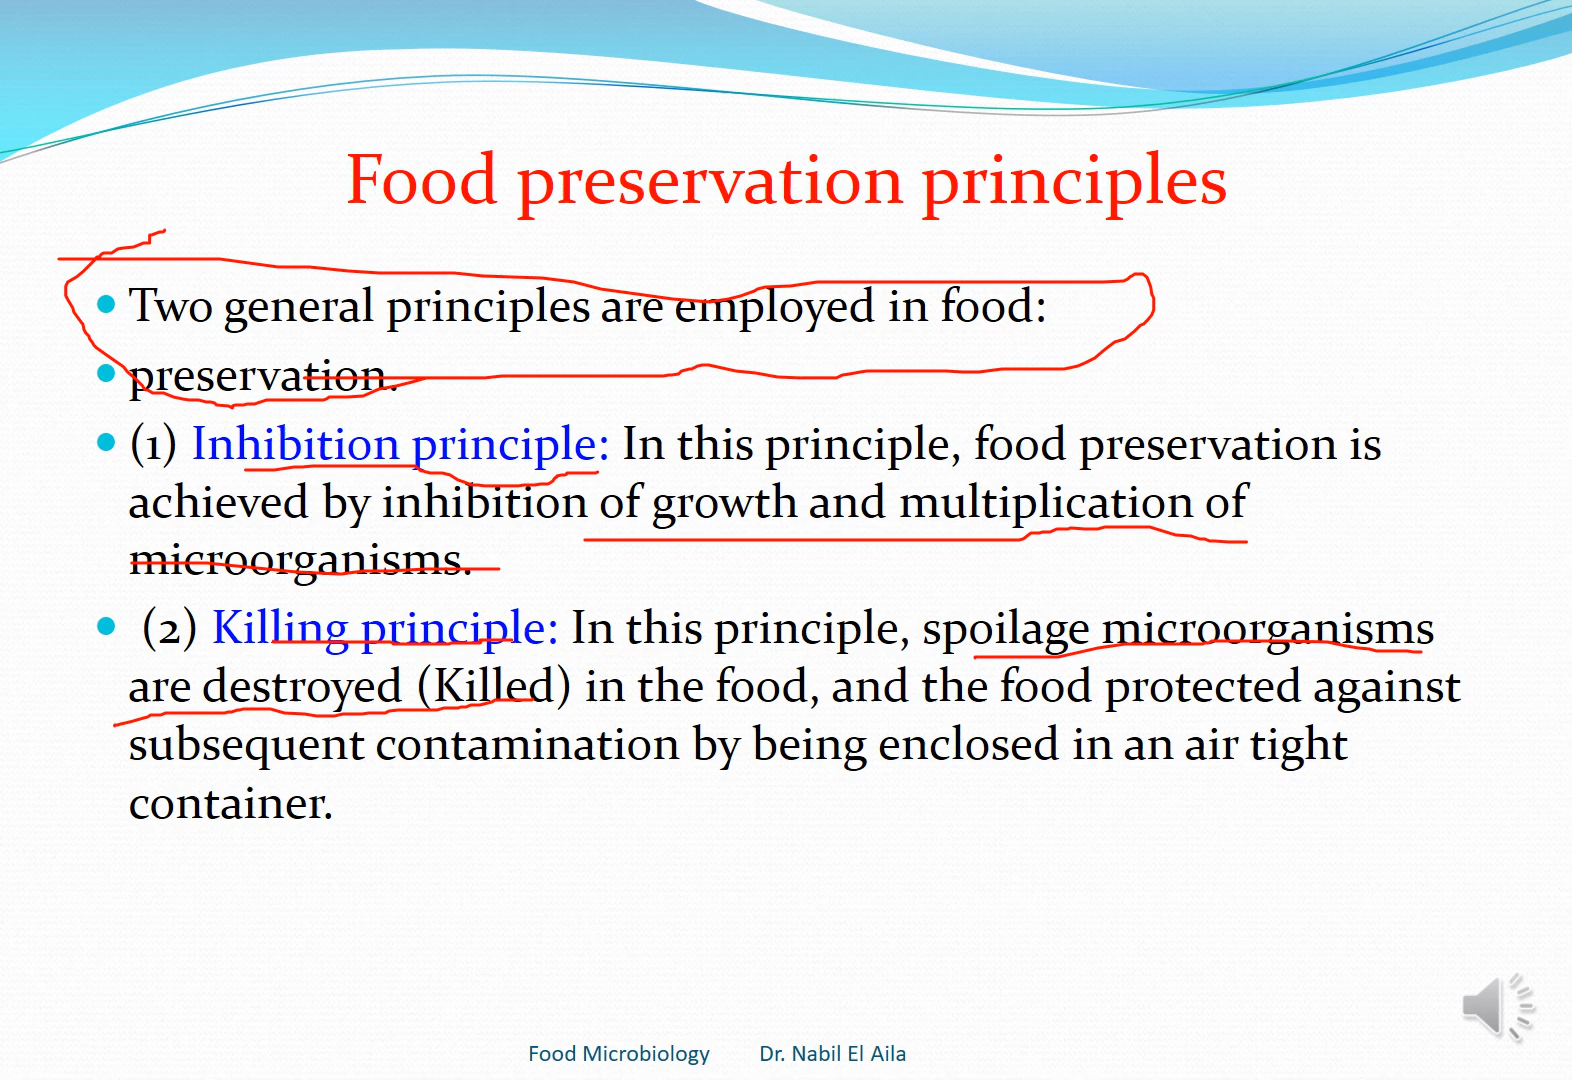 Food preservation principles
Two general principles are employed in food:
preservation.
(1) Inhibition principle: In this principle, food preservation is
achieved by inhibition of growth and multiplication of
microorganisms.
(2) Killing principle: In this principle, spoilage microorganisms
are destroyed (Killed) in the food, and the food protected against
subsequent contamination by being enclosed in an air tight
container.
Food Microbiology Dr. Nabil El Aila